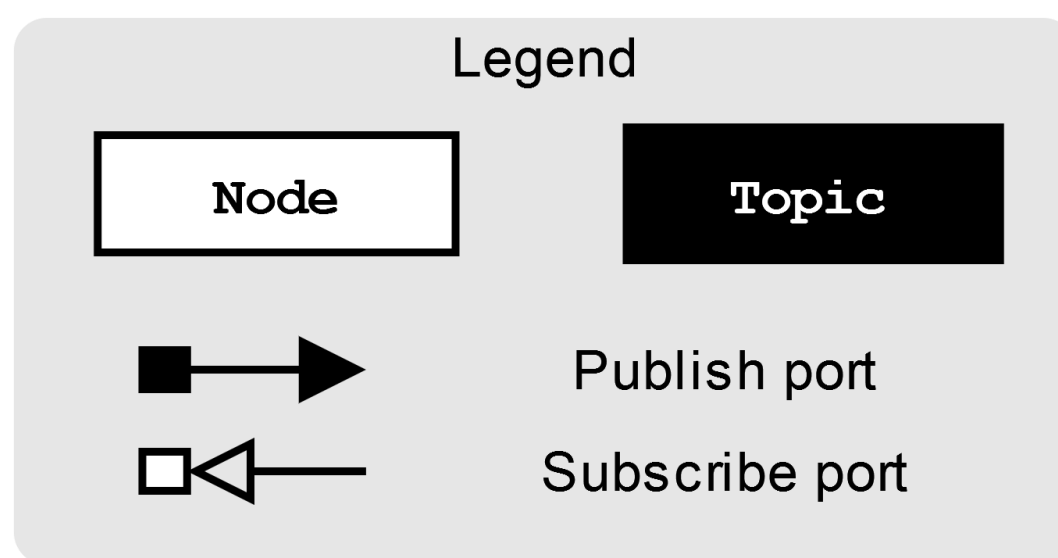 Legend
Node
Topic
Publish port
Subscribe port